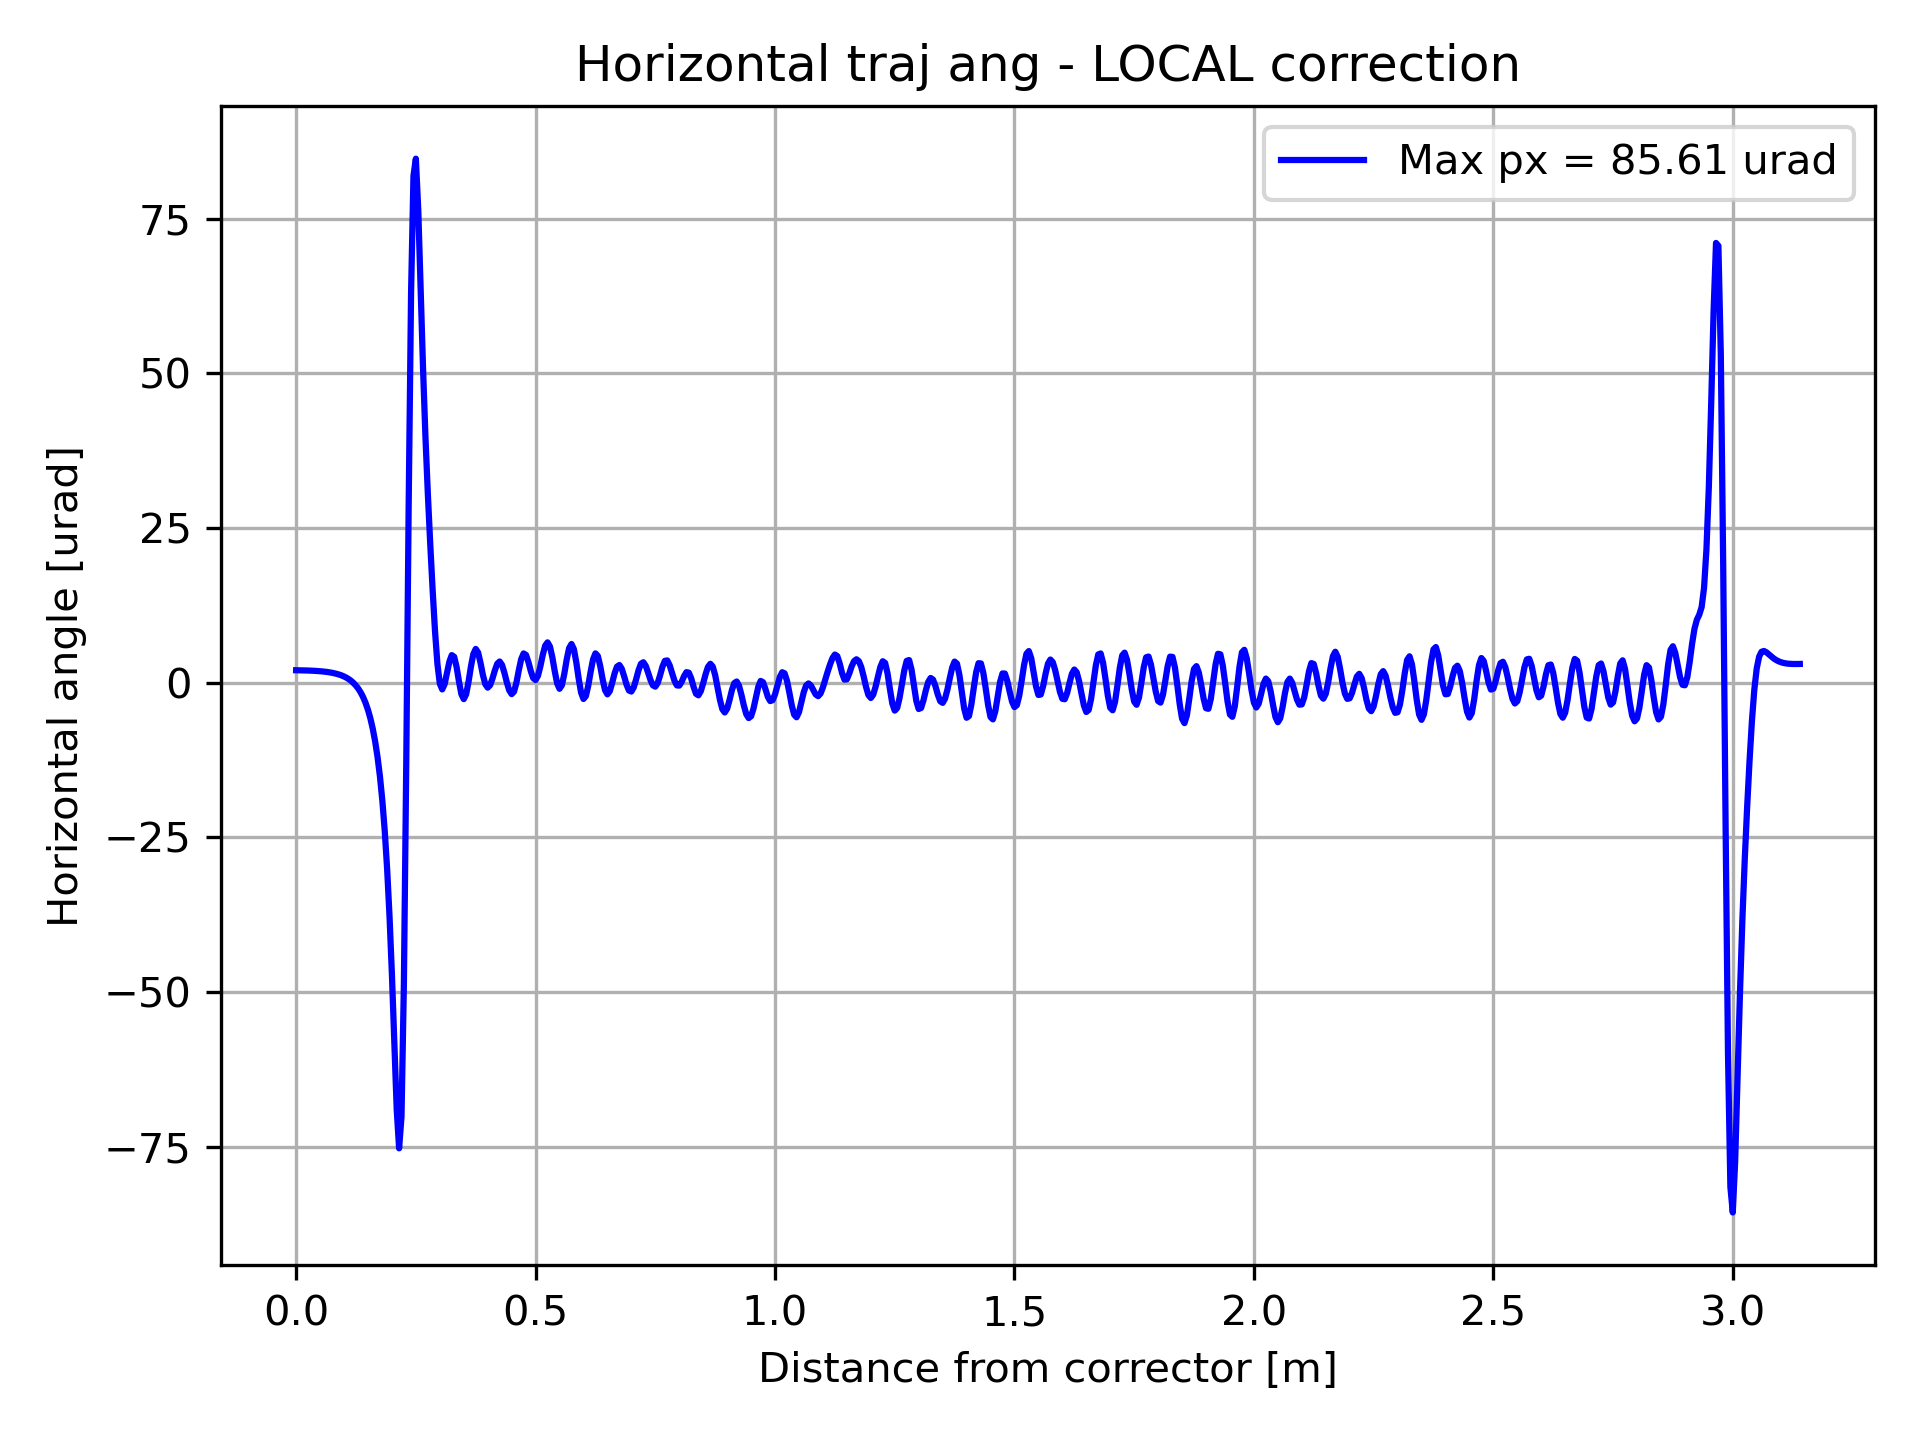 Horizontal traj ang - LOCAL correction
Max px = 85.61 urad
Horizontal angle [urad]
75
50
25
0
−25
−50
−75
0.0 0.5 1.0 1.5 2.0 2.5 3.0
Distance from corrector [m]